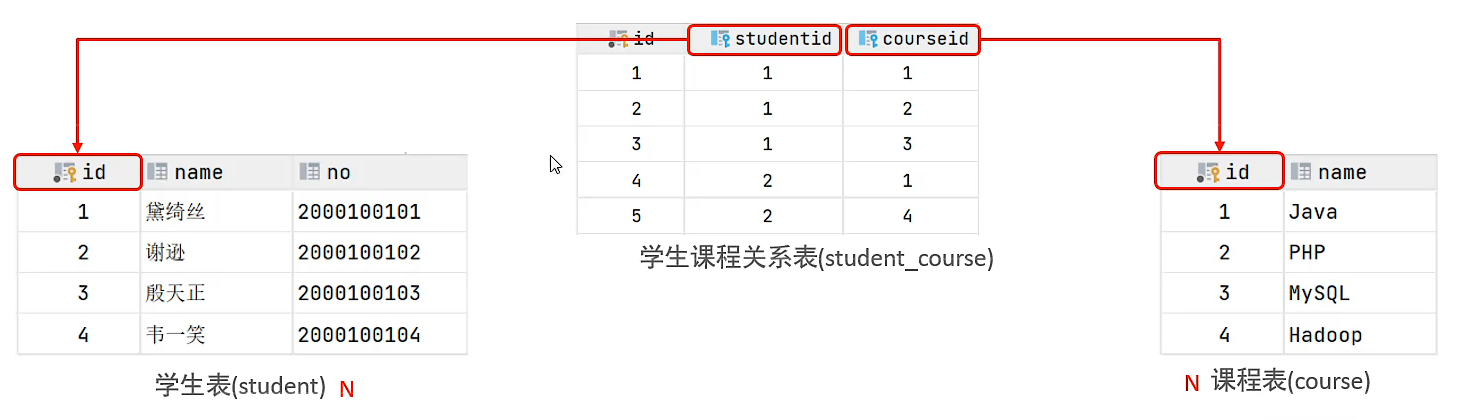 id studentid courseid
1 1 1
2 1 2
3 1 3
4 2 1
5 2 4
学生课程关系表(student_course)
id name no
1 黛绮丝 2000100101
2 谢逊 2000100102
3 殷天正 2000100103
4 韦一笑 2000100104
学生表(student) N
id name
1 Java
2 PHP
3 MySQL
4 Hadoop
N 课程表(course)